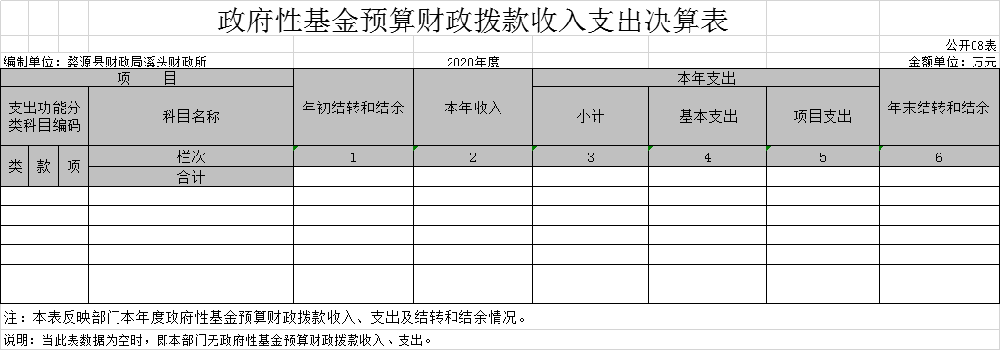 政府性基金预算财政拨款收入支出决算表
公开08表
编制单位：婺源县财政局溪头财政所 2020年度 金额单位：万元
项 目 年初结转和结余 本年收入 本年支出 年末结转和结余
支出功能分类科目编码 科目名称 小计 基本支出 项目支出
类 款 项 栏次 1 2 3 4 5 6
合计
注：本表反映部门本年度政府性基金预算财政拨款收入、支出及结转和结余情况。
说明：当此表数据为空时，即本部门无政府性基金预算财政拨款收入、支出。